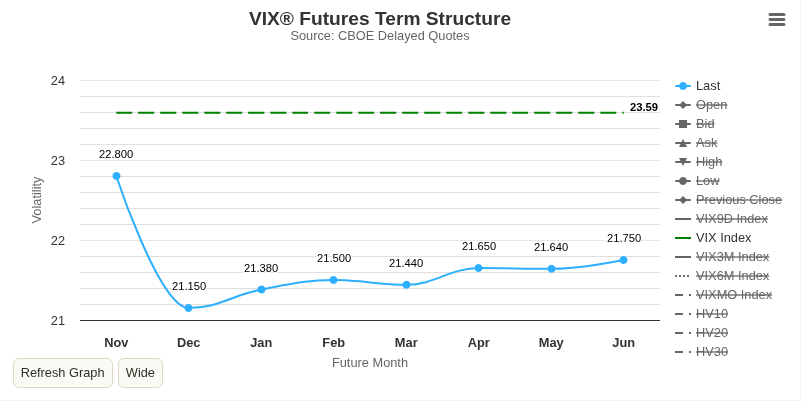 VIX® Futures Term Structure
Source: CBOE Delayed Quotes
Volatility
24
23
22
21
23.59
22.800
21.150
21.380
21.500
21.440
21.650
21.640
21.750
Nov Dec Jan Feb Mar Apr May Jun
Future Month
Last
Open
Bid
Ask
High
Low
Previous Close
VIX9D Index
VIX Index
VIX3M Index
VIX6M Index
VIXMO Index
HV10
HV20
HV30
Refresh Graph Wide